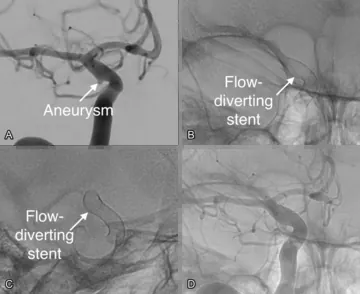 Aneurysm
A
Flow-
diverting
stent
B
Flow-
diverting
stent
C
D